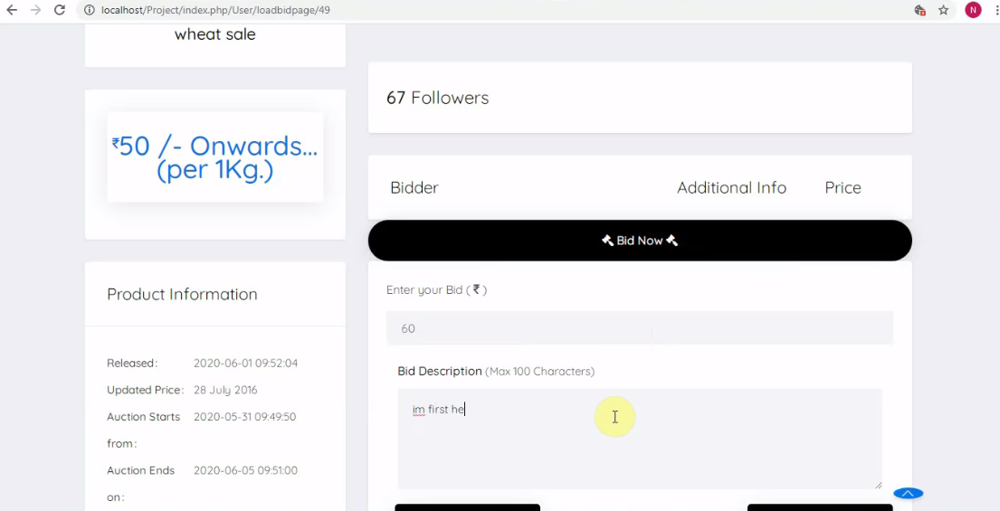 localhost/Project/index.php/User/loadbidpage/49
N
wheat sale
₹50 /- Onwards...
(per 1Kg.)
Product Information
Released: 2020-06-01 09:52:04
Updated Price: 28 July 2016
Auction Starts from: 2020-05-31 09:49:50
Auction Ends on: 2020-06-05 09:51:00
67 Followers
Bidder Additional Info Price
Bid Now
Enter your Bid ( ₹ )
60
Bid Description (Max 100 Characters)
im first he